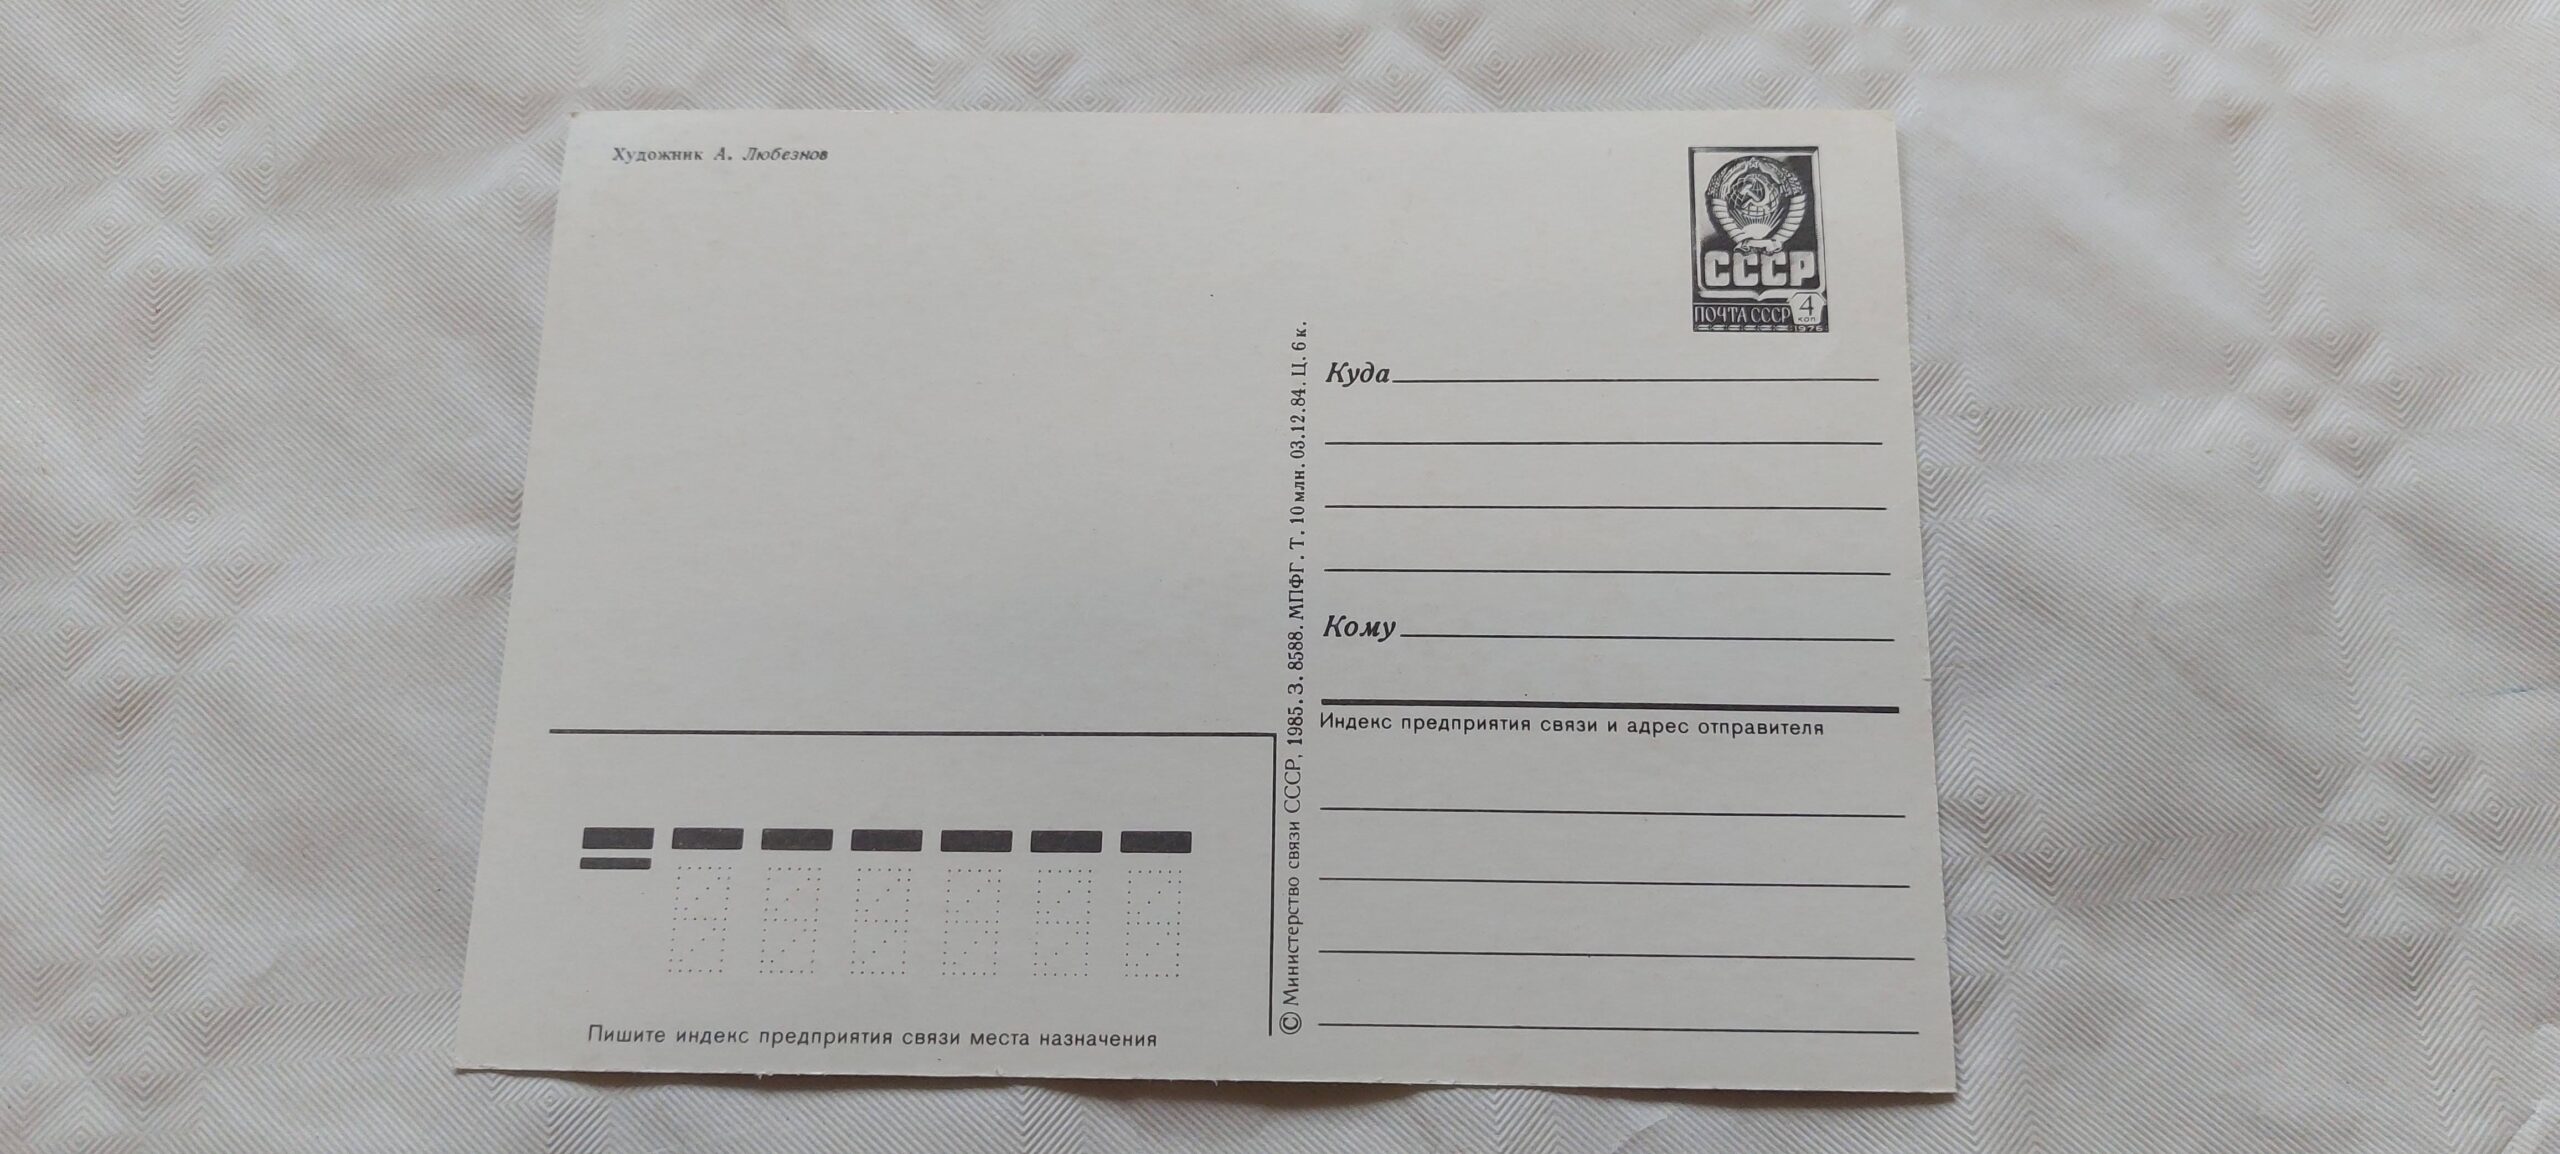 Художник А. Любезнов
СССР
ПОЧТА СССР 4
коп
1976
Куда
Кому
Индекс предприятия связи и адрес отправителя
© Министерство связи СССР, 1985. З. 8588. МПФГ. Т. 10 млн. 03.12.84. Ц. 6 к.
Пишите индекс предприятия связи места назначения